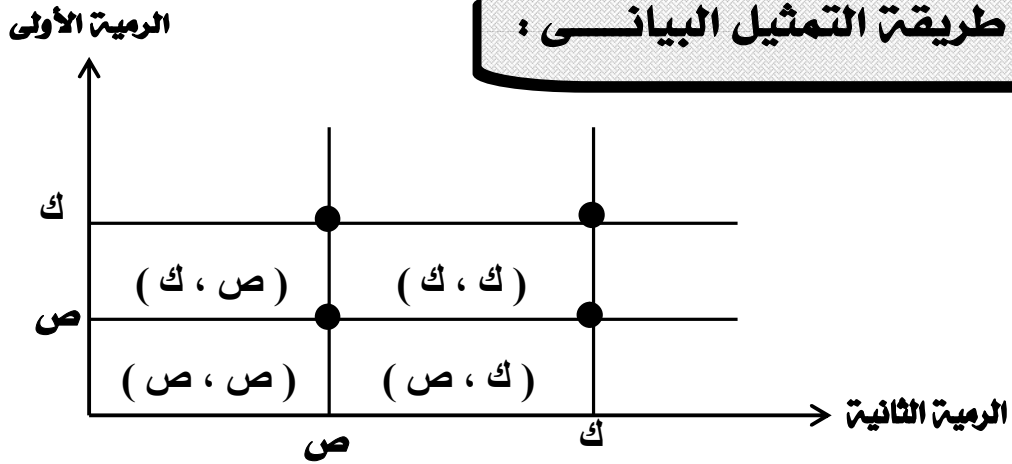 طريقة التمثيل البيانـــــى :
الرمية الأولى
ك
( ك ، ك ) ( ص ، ك )
ص
( ك ، ص ) ( ص ، ص )
الرمية الثانية
ك ص